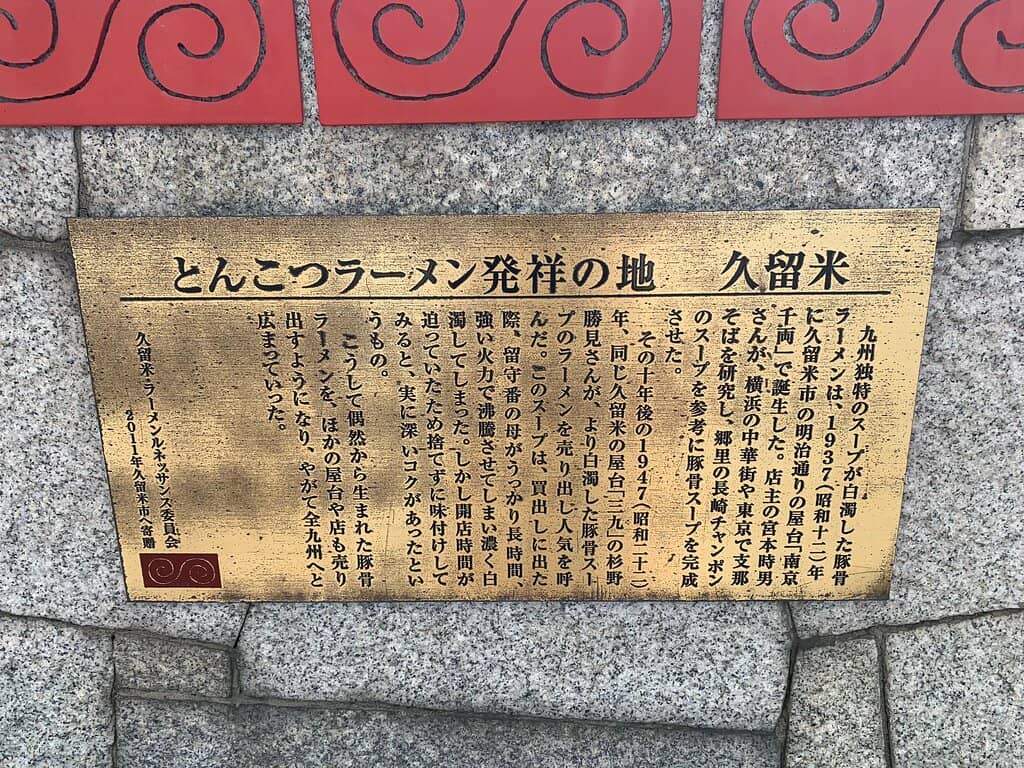 とんこつラーメン発祥の地　久留米
九州独特のスープが白濁した豚骨
ラーメンは、1937（昭和十二）年
に久留米市の明治通りの屋台「南京
千両」で誕生した。店主の宮本時男
さんが、横浜の中華街や東京で支那
そばを研究し、郷里の長崎チャンポン
のスープを参考に豚骨スープを完成
させた。
その十年後の1947（昭和二十二）
年、同じ久留米の屋台「三九」の杉野
勝見さんが、より白濁した豚骨スー
プのラーメンを売り出し人気を呼
んだ。このスープは、買出しに出た
際、留守番の母がうっかり長時間、
強い火力で沸騰させてしまい濃く白
濁してしまった。しかし開店時間が
迫っていたため捨てずに味付けして
みると、実に深いコクがあったとい
うもの。
こうして偶然から生まれた豚骨
ラーメンを、ほかの屋台や店も売り
出すようになり、やがて全九州へと
広まっていった。
久留米・ラーメンルネッサンス委員会
2011年久留米市へ寄贈